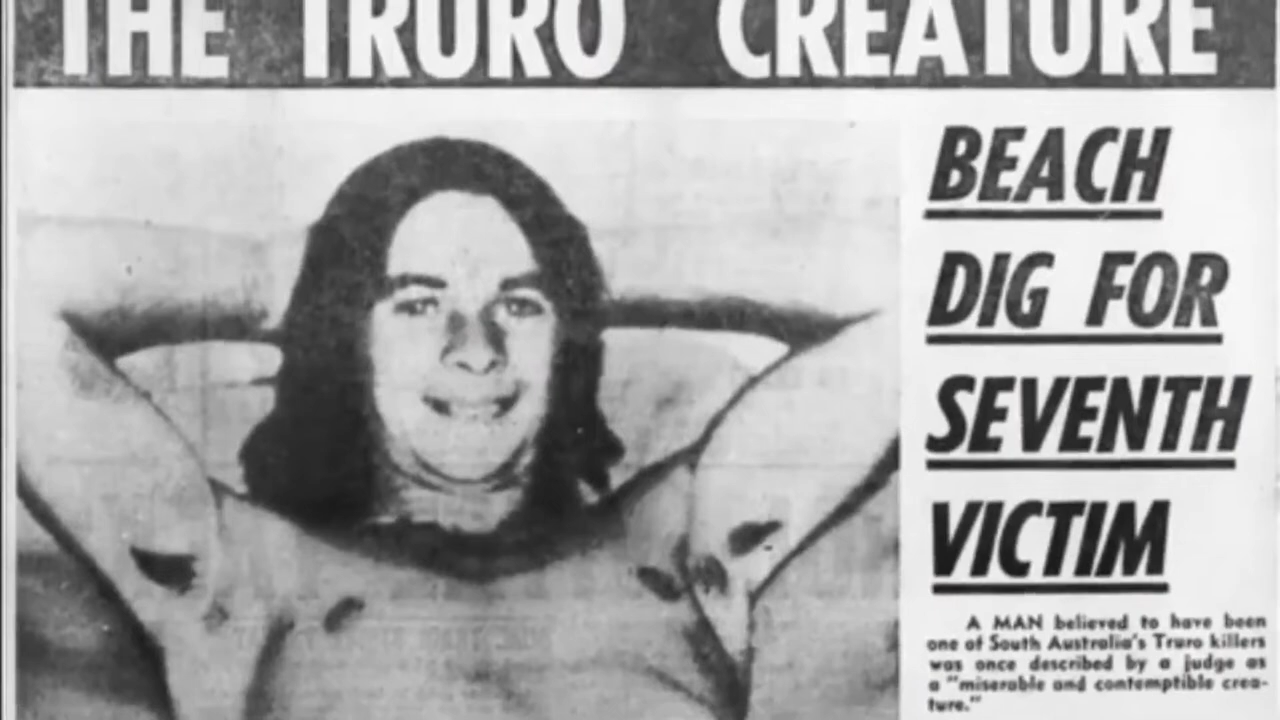 THE TRURO CREATURE
BEACH
DIG FOR
SEVENTH
VICTIM
A MAN believed to have been
one of South Australia's Truro killers
was once described by a judge as
a "miserable and contemptible crea-
ture."